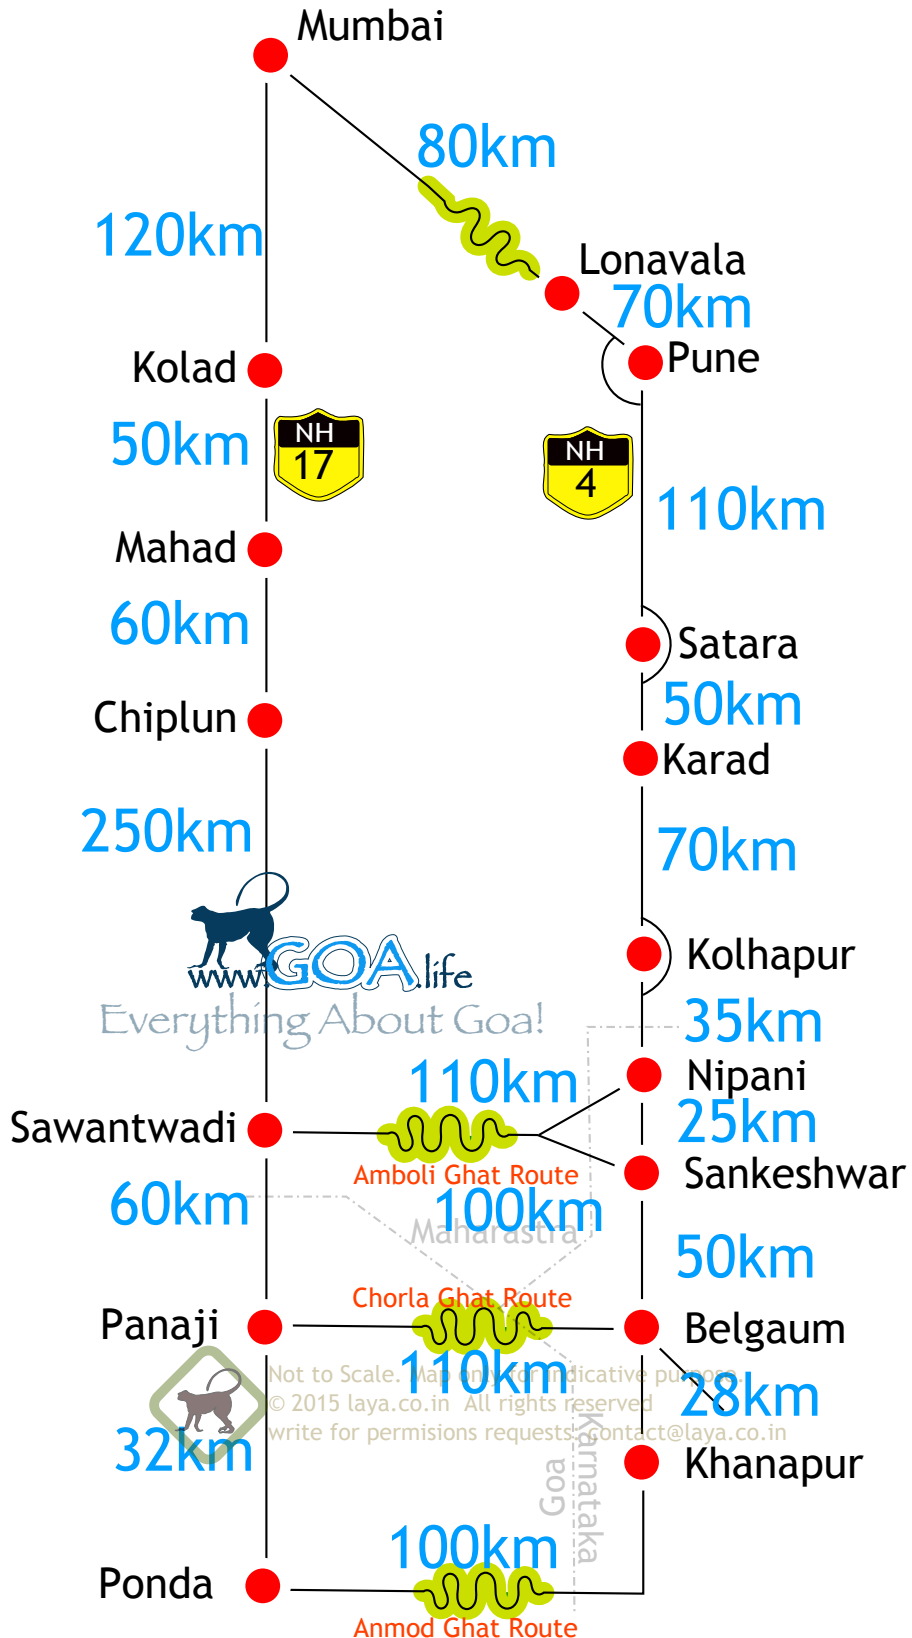 Mumbai
80km
120km
Lonavala
70km
Pune
Kolad
50km
NH
17
NH
4
110km
Mahad
60km
Satara
50km
Chiplun
Karad
250km
70km
Kolhapur
www.GOA.life
Everything About Goa!
35km
Nipani
110km
25km
Sawantwadi
Amboli Ghat Route
Sankeshwar
60km
100km
Maharastra
50km
Chorla Ghat Route
Panaji
Belgaum
110km
Not to Scale. Map only for indicative purpose.
28km
© 2015 laya.co.in All rights reserved
write for permisions requests: contact@laya.co.in
32km
Khanapur
Goa
Karnataka
100km
Ponda
Anmod Ghat Route